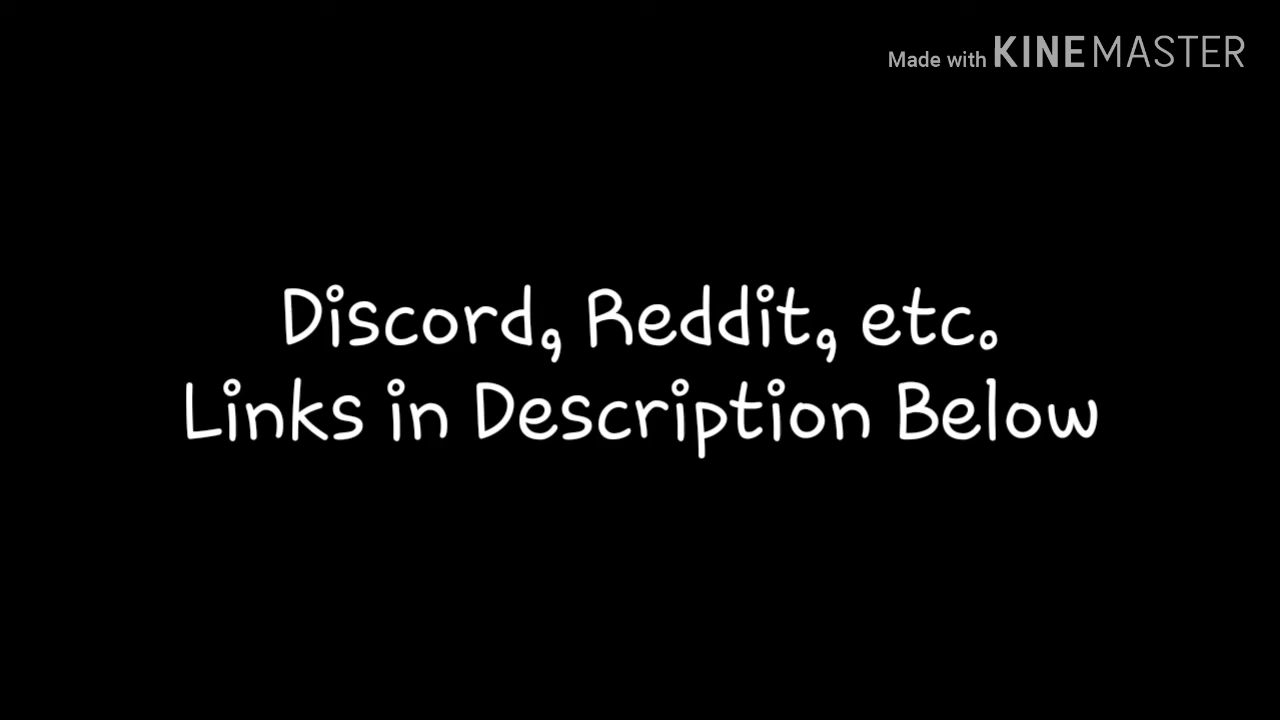 Made with KINEMASTER
Discord, Reddit, etc.
Links in Description Below